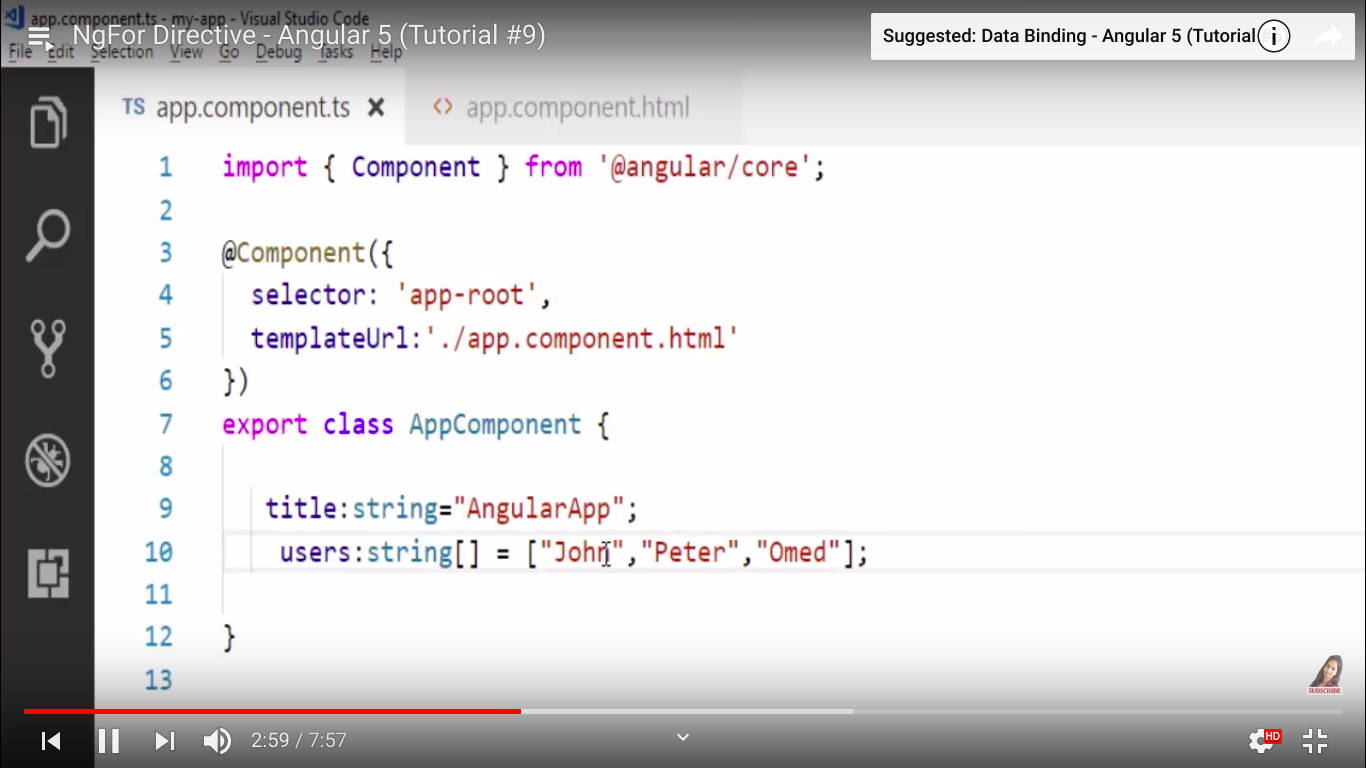 app.component.ts - my-app - Visual Studio Code
NgFor Directive - Angular 5 (Tutorial #9)
Suggested: Data Binding - Angular 5 (Tutorial
File Edit Selection View Go Debug Tasks Help
TS app.component.ts
<> app.component.html
1 import { Component } from '@angular/core';
2
3 @Component({
4 selector: 'app-root',
5 templateUrl:'./app.component.html'
6 })
7 export class AppComponent {
8
9 title:string="AngularApp";
10 users:string[] = ["John","Peter","Omed"];
11
12 }
13
SUBSCRIBE
2:59 / 7:57
HD